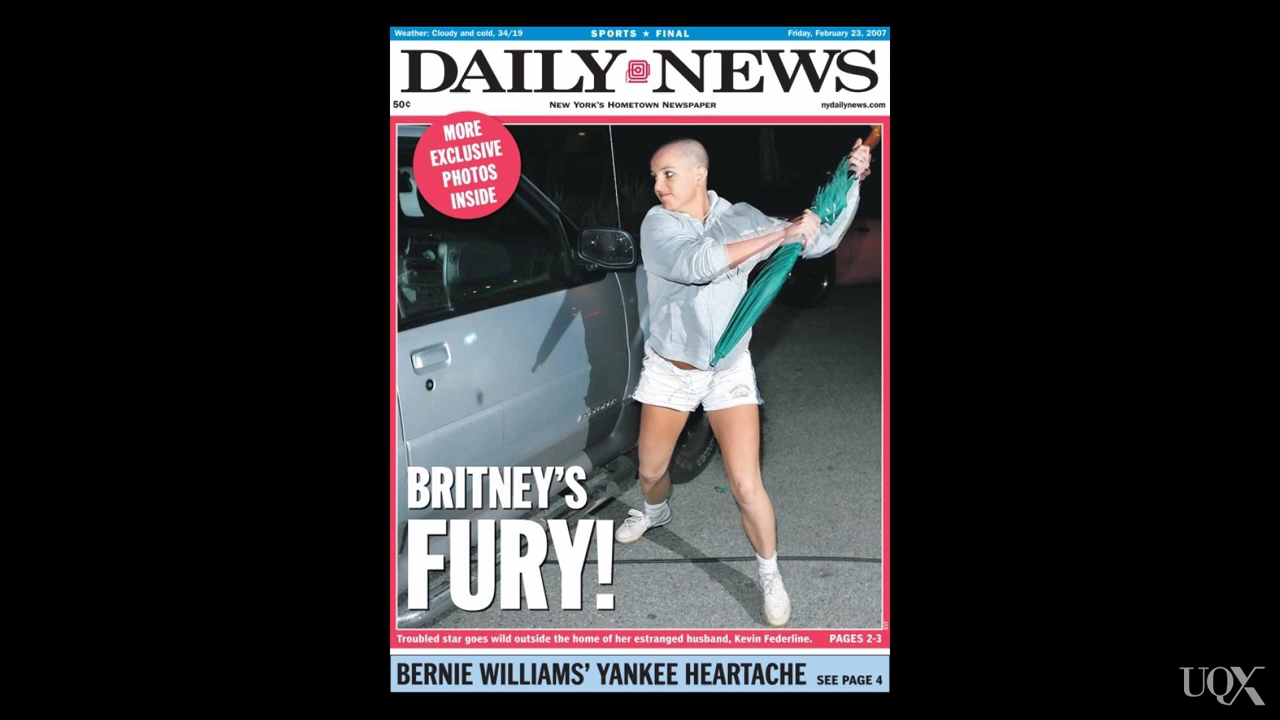 Weather: Cloudy and cold, 34/19
SPORTS ★ FINAL
Friday, February 23, 2007
DAILY NEWS
50¢
NEW YORK'S HOMETOWN NEWSPAPER
nydailynews.com
MORE
EXCLUSIVE
PHOTOS
INSIDE
BRITNEY'S
FURY!
Troubled star goes wild outside the home of her estranged husband, Kevin Federline.
PAGES 2-3
BERNIE WILLIAMS' YANKEE HEARTACHE
SEE PAGE 4
UQX